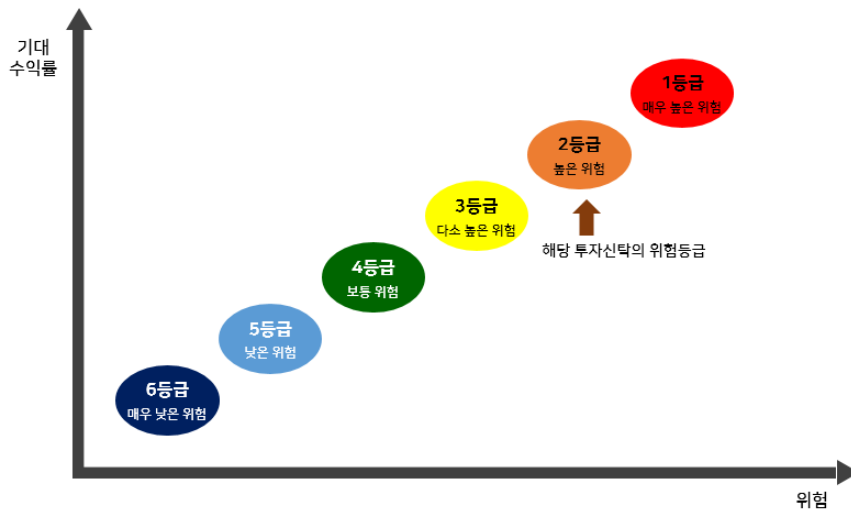 기대
수익률
1등급
매우 높은 위험
2등급
높은 위험
3등급
다소 높은 위험
해당 투자신탁의 위험등급
4등급
보통 위험
5등급
낮은 위험
6등급
매우 낮은 위험
위험